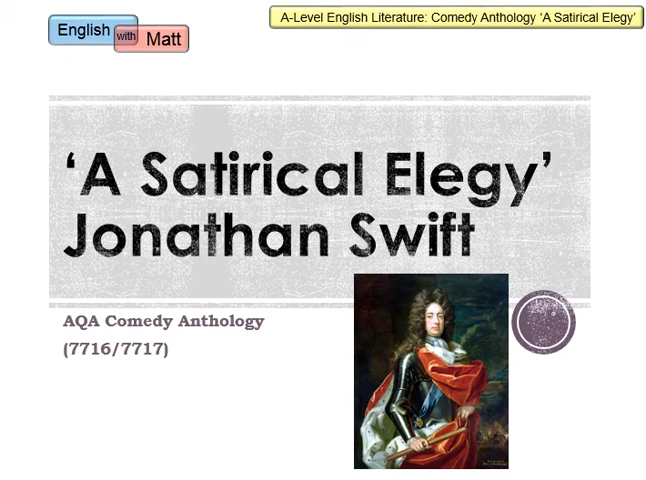 English with Matt
A-Level English Literature: Comedy Anthology ‘A Satirical Elegy’
‘A Satirical Elegy’
Jonathan Swift
AQA Comedy Anthology
(7716/7717)